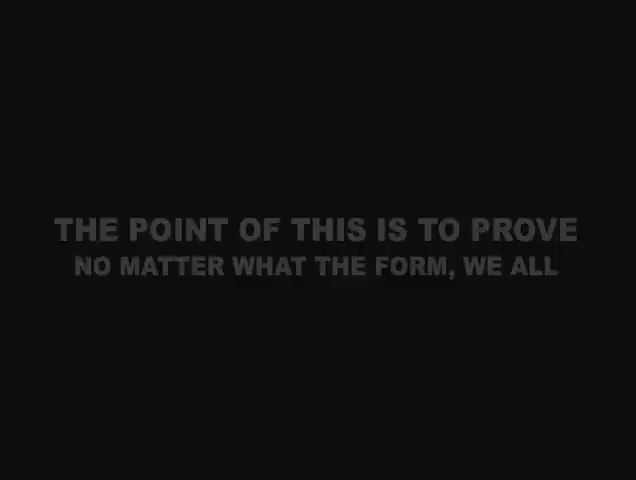 THE POINT OF THIS IS TO PROVE
NO MATTER WHAT THE FORM, WE ALL